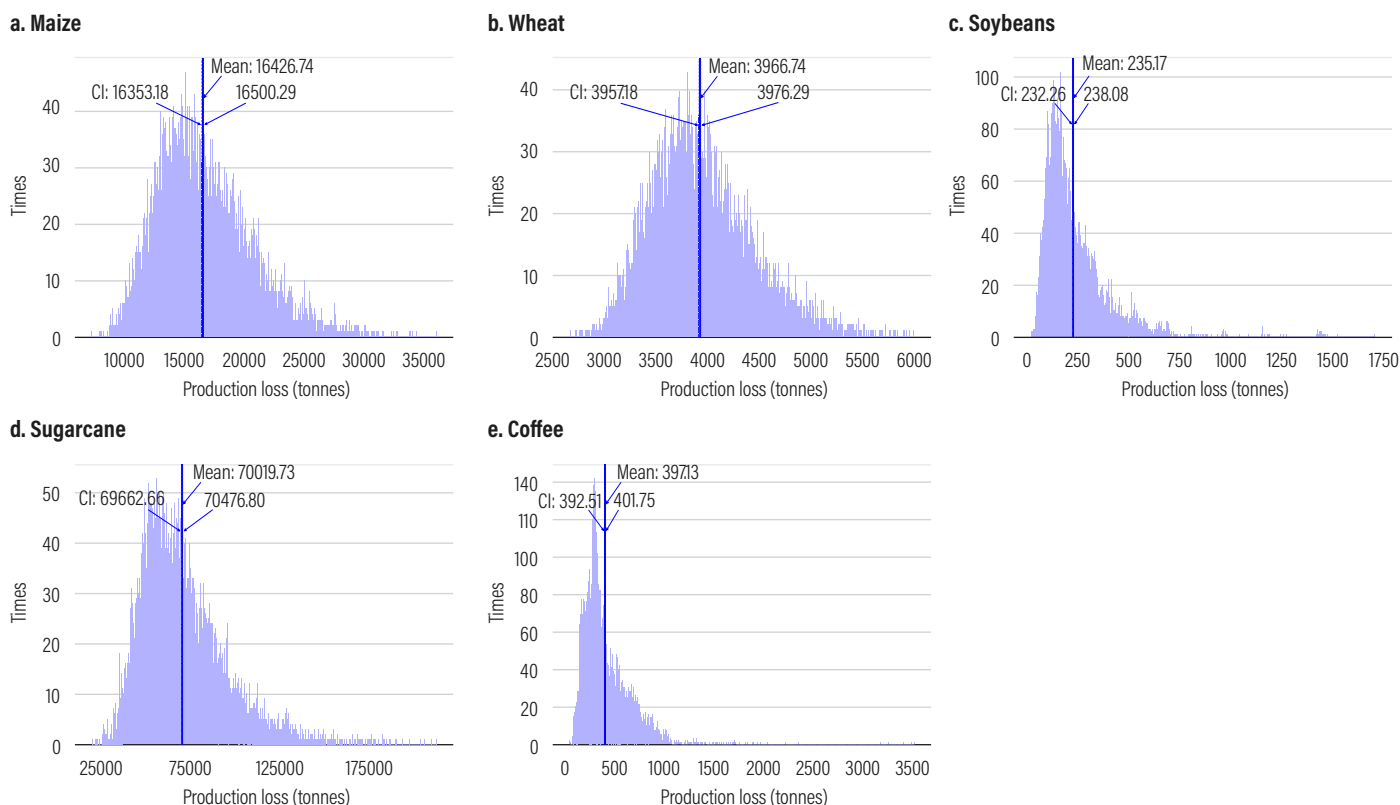 a. Maize
Mean: 16426.74
CI: 16353.18
16500.29
40
30
20
10
0
Times
10000 15000 20000 25000 30000 35000
Production loss (tonnes)
b. Wheat
Mean: 3966.74
CI: 3957.18
3976.29
40
30
20
10
0
Times
2500 3000 3500 4000 4500 5000 5500 6000
Production loss (tonnes)
c. Soybeans
Mean: 235.17
CI: 232.26
238.08
100
80
60
40
20
0
Times
0 250 500 750 1000 1250 1500 1750
Production loss (tonnes)
d. Sugarcane
Mean: 70019.73
CI: 69662.66
70476.80
50
40
30
20
10
0
Times
25000 75000 125000 175000
Production loss (tonnes)
e. Coffee
Mean: 397.13
CI: 392.51
401.75
140
120
100
80
60
40
20
0
Times
0 500 1000 1500 2000 2500 3000 3500
Production loss (tonnes)